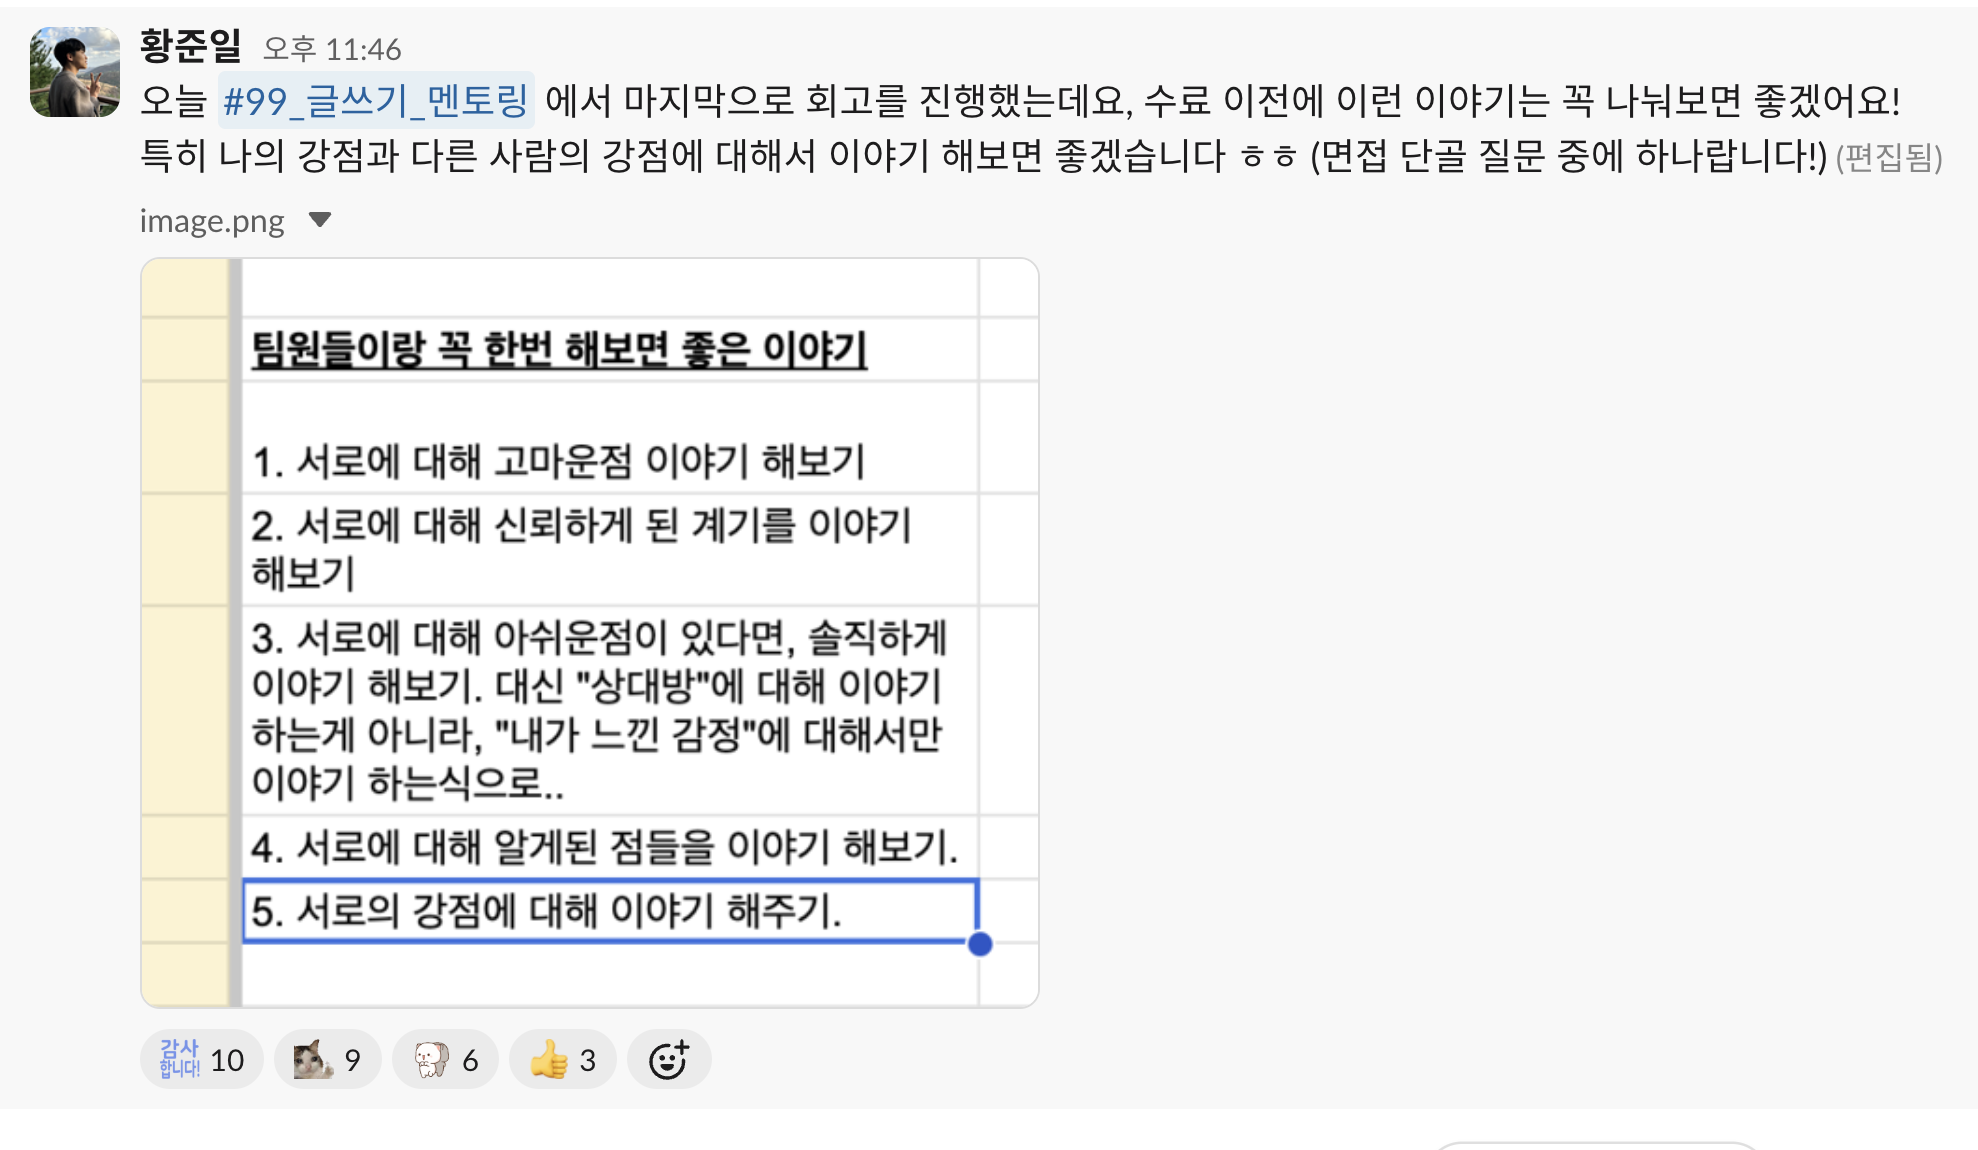 황준일 오후 11:46
오늘 #99_글쓰기_멘토링 에서 마지막으로 회고를 진행했는데요, 수료 이전에 이런 이야기는 꼭 나눠보면 좋겠어요!
특히 나의 강점과 다른 사람의 강점에 대해서 이야기 해보면 좋겠습니다 ㅎㅎ (면접 단골 질문 중에 하나랍니다!) (편집됨)
image.png
팀원들이랑 꼭 한번 해보면 좋은 이야기
1. 서로에 대해 고마운점 이야기 해보기
2. 서로에 대해 신뢰하게 된 계기를 이야기
해보기
3. 서로에 대해 아쉬운점이 있다면, 솔직하게
이야기 해보기. 대신 "상대방"에 대해 이야기
하는게 아니라, "내가 느낀 감정"에 대해서만
이야기 하는식으로..
4. 서로에 대해 알게된 점들을 이야기 해보기.
5. 서로의 강점에 대해 이야기 해주기.
감사
합니다! 10 9 6 3